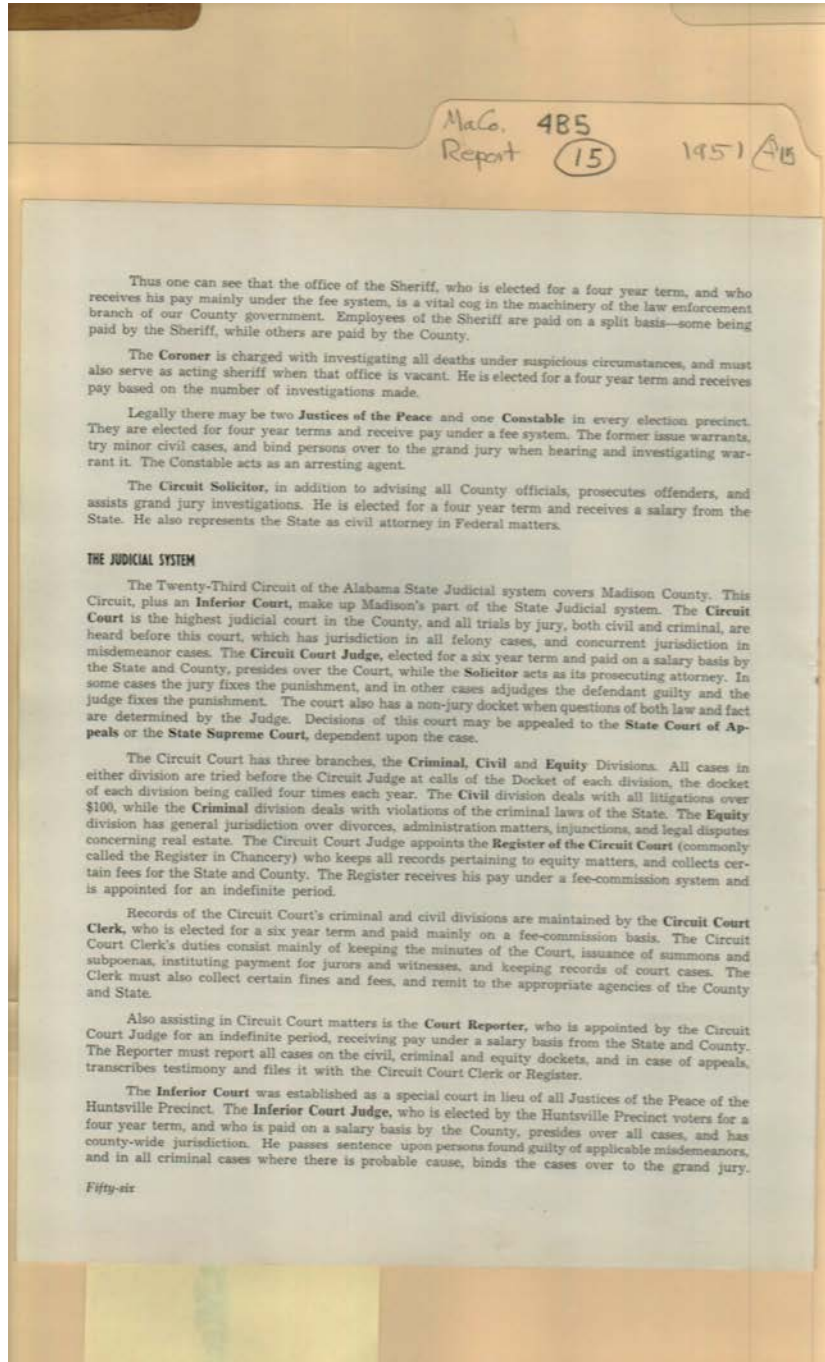 MaCo. 485
Report 15 1951
Thus one can see that the office of the Sheriff, who is elected for a four year term, and who
receives his pay mainly under the fee system, is a vital cog in the machinery of the law enforcement
branch of our County government. Employees of the Sheriff are paid on a split basis—some being
paid by the Sheriff, while others are paid by the County.
The Coroner is charged with investigating all deaths under suspicious circumstances, and must
also serve as acting sheriff when that office is vacant. He is elected for a four year term and receives
pay based on the number of investigations made.
Legally there may be two Justices of the Peace and one Constable in every election precinct.
They are elected for four year terms and receive pay under a fee system. The former issue warrants,
try minor civil cases, and bind persons over to the grand jury when hearing and investigating war-
rant it. The Constable acts as an arresting agent.
The Circuit Solicitor, in addition to advising all County officials, prosecutes offenders, and
assists grand jury investigations. He is elected for a four year term and receives a salary from the
State. He also represents the State as civil attorney in Federal matters.
THE JUDICIAL SYSTEM
The Twenty-Third Circuit of the Alabama State Judicial system covers Madison County. This
Circuit, plus an Inferior Court, make up Madison's part of the State Judicial system. The Circuit
Court is the highest judicial court in the County, and all trials by jury, both civil and criminal, are
heard before this court, which has jurisdiction in all felony cases, and concurrent jurisdiction in
misdemeanor cases. The Circuit Court Judge, elected for a six year term and paid on a salary basis by
the State and County, presides over the Court, while the Solicitor acts as its prosecuting attorney. In
some cases the jury fixes the punishment, and in other cases adjudges the defendant guilty and the
judge fixes the punishment. The court also has a non-jury docket when questions of both law and fact
are determined by the Judge. Decisions of this court may be appealed to the State Court of Ap-
peals or the State Supreme Court, dependent upon the case.
The Circuit Court has three branches, the Criminal, Civil and Equity Divisions. All cases in
either division are tried before the Circuit Judge at calls of the Docket of each division, the docket
of each division being called four times each year. The Civil division deals with all litigations over
$100, while the Criminal division deals with violations of the criminal laws of the State. The Equity
division has general jurisdiction over divorces, administration matters, injunctions, and legal disputes
concerning real estate. The Circuit Court Judge appoints the Register of the Circuit Court (commonly
called the Register in Chancery) who keeps all records pertaining to equity matters, and collects cer-
tain fees for the State and County. The Register receives his pay under a fee-commission system and
is appointed for an indefinite period.
Records of the Circuit Court's criminal and civil divisions are maintained by the Circuit Court
Clerk, who is elected for a six year term and paid mainly on a fee-commission basis. The Circuit
Court Clerk's duties consist mainly of keeping the minutes of the Court, issuance of summons and
subpoenas, instituting payment for jurors and witnesses, and keeping records of court cases. The
Clerk must also collect certain fines and fees, and remit to the appropriate agencies of the County
and State.
Also assisting in Circuit Court matters is the Court Reporter, who is appointed by the Circuit
Court Judge for an indefinite period, receiving pay under a salary basis from the State and County.
The Reporter must report all cases on the civil, criminal and equity dockets, and in case of appeals,
transcribes testimony and files it with the Circuit Court Clerk or Register.
The Inferior Court was established as a special court in lieu of all Justices of the Peace of the
Huntsville Precinct. The Inferior Court Judge, who is elected by the Huntsville Precinct voters for a
four year term, and who is paid on a salary basis by the County, presides over all cases, and has
county-wide jurisdiction. He passes sentence upon persons found guilty of applicable misdemeanors,
and in all criminal cases where there is probable cause, binds the cases over to the grand jury.
Fifty-six